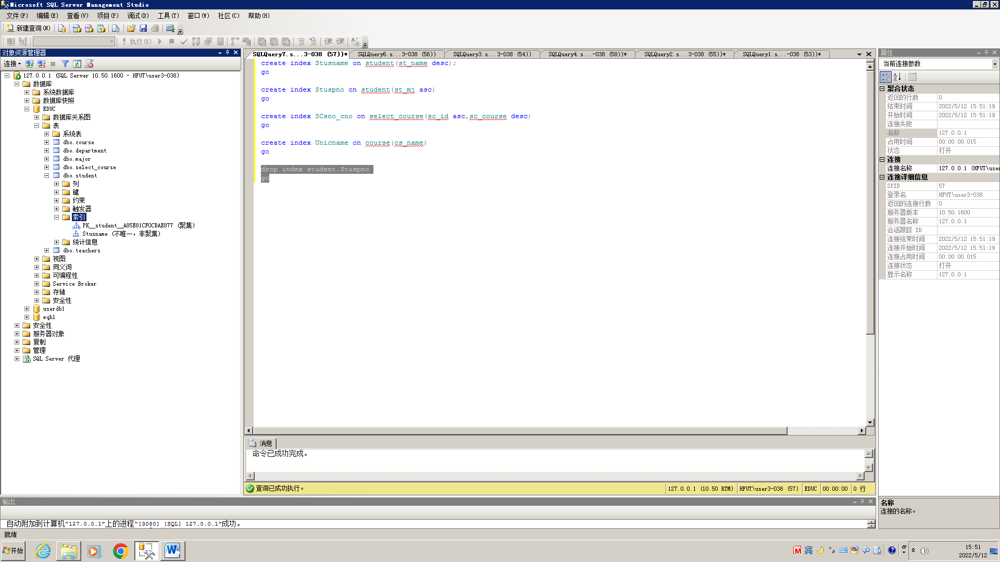 Microsoft SQL Server Management Studio
文件(F) 编辑(E) 查看(V) 项目(P) 调试(D) 工具(T) 窗口(W) 社区(C) 帮助(H)
新建查询(N)
执行(X)
对象资源管理器
连接
127.0.0.1 (SQL Server 10.50.1600 - HFUT\user3-038)
数据库
系统数据库
数据库快照
EDUC
数据库关系图
表
系统表
dbo.course
dbo.department
dbo.major
dbo.select_course
dbo.student
列
键
约束
触发器
索引
PK__student__A85E81CF0CBAE877 (聚集)
Stusname (不唯一，非聚集)
统计信息
dbo.teachers
视图
同义词
可编程性
Service Broker
存储
安全性
userdb1
wqh1
安全性
服务器对象
复制
管理
SQL Server 代理
SQLQuery7.s...3-038 (57))* SQLQuery6.s...3-038 (56)) SQLQuery3.s...3-038 (54)) SQLQuery4.s...-038 (58))* SQLQuery2.s...3-038 (55))* SQLQuery1.s...-038 (53))*
create index Stusname on student(st_name desc);
go
create index Stuspno on student(st_mj asc)
go
create index SCsno_cno on select_course(sc_id asc,sc_course desc)
go
create index Unicname on course(cs_name)
go
drop index student.Stuspno
go
消息
命令已成功完成。
查询已成功执行。
127.0.0.1 (10.50 RTM) HFUT\user3-038 (57) EDUC 00:00:00 0 行
属性
当前连接参数
聚合状态
返回的行数 0
结束时间 2022/5/12 15:51:19
开始时间 2022/5/12 15:51:19
连接失败
名称 127.0.0.1
占用时间 00:00:00.015
状态 打开
连接
连接名称 127.0.0.1 (HFUT\user
连接详细信息
SPID 57
登录名 HFUT\user3-038
返回的连接行数 0
服务器版本 10.50.1600
服务器名称 127.0.0.1
会话跟踪 ID
连接结束时间 2022/5/12 15:51:19
连接开始时间 2022/5/12 15:51:19
连接占用时间 00:00:00.015
连接状态 打开
显示名称 127.0.0.1
名称
连接的名称。
输出
自动附加到计算机“127.0.0.1”上的进程“[3080] [SQL] 127.0.0.1”成功。
就绪
开始
英
15:51
2022/5/12